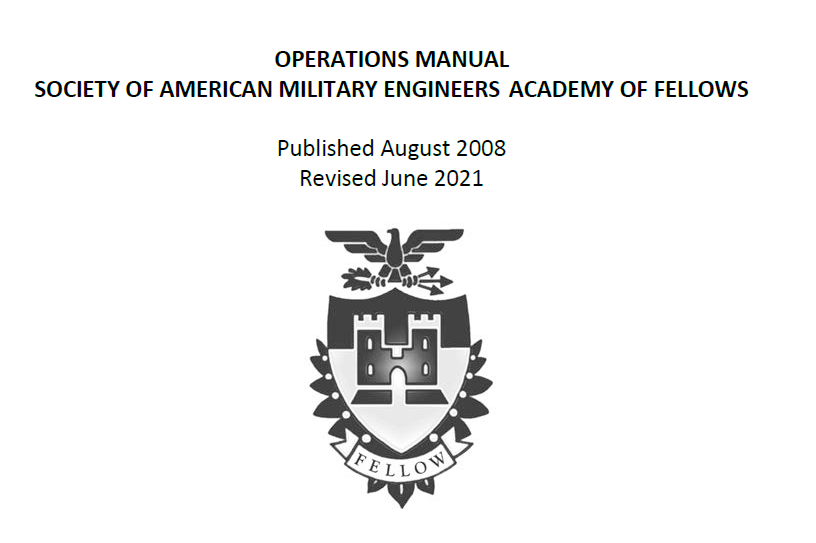 OPERATIONS MANUAL
SOCIETY OF AMERICAN MILITARY ENGINEERS ACADEMY OF FELLOWS
Published August 2008
Revised June 2021
FELLOW